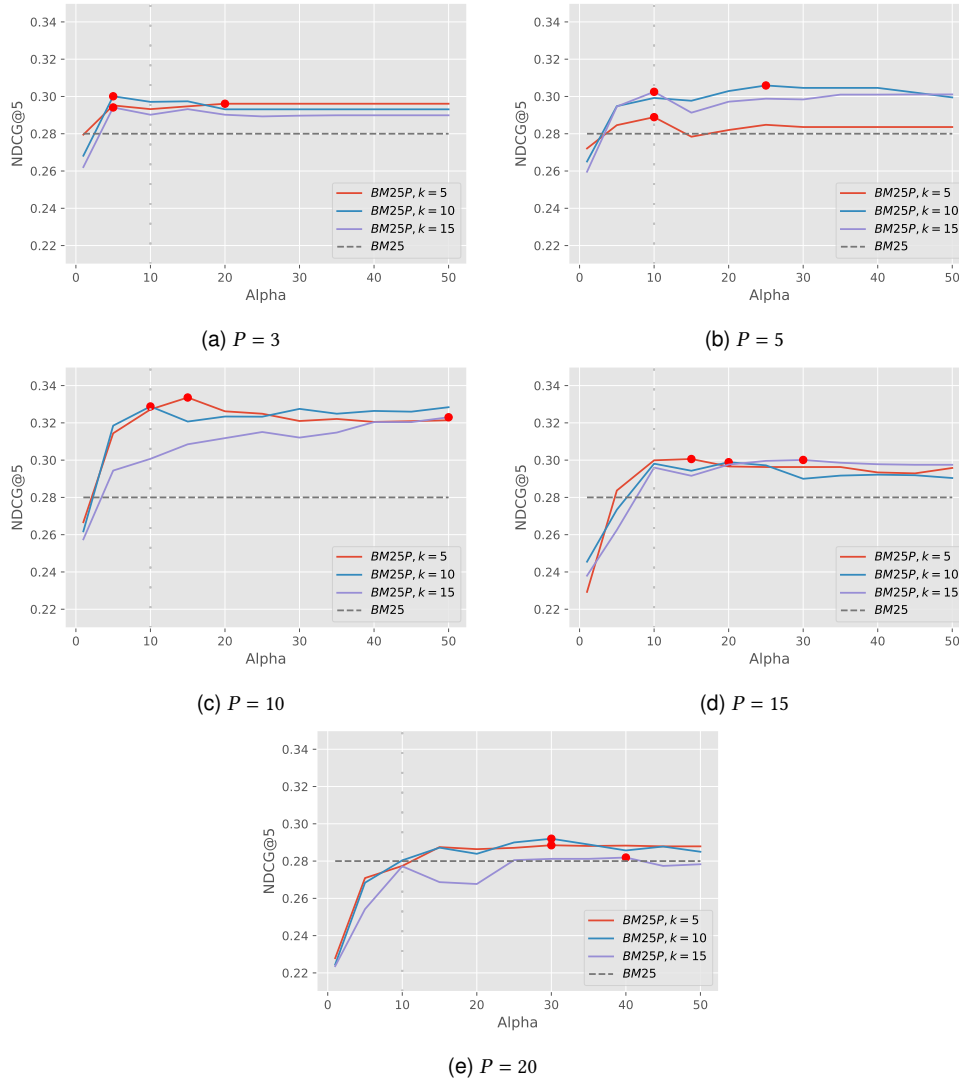 0.34
0.32
0.30
0.28
0.26
0.24
0.22
NDCG@5
BM25P, k = 5
BM25P, k = 10
BM25P, k = 15
BM25
0 10 20 30 40 50
Alpha
(a) P = 3
0.34
0.32
0.30
0.28
0.26
0.24
0.22
NDCG@5
BM25P, k = 5
BM25P, k = 10
BM25P, k = 15
BM25
0 10 20 30 40 50
Alpha
(b) P = 5
0.34
0.32
0.30
0.28
0.26
0.24
0.22
NDCG@5
BM25P, k = 5
BM25P, k = 10
BM25P, k = 15
BM25
0 10 20 30 40 50
Alpha
(c) P = 10
0.34
0.32
0.30
0.28
0.26
0.24
0.22
NDCG@5
BM25P, k = 5
BM25P, k = 10
BM25P, k = 15
BM25
0 10 20 30 40 50
Alpha
(d) P = 15
0.34
0.32
0.30
0.28
0.26
0.24
0.22
NDCG@5
BM25P, k = 5
BM25P, k = 10
BM25P, k = 15
BM25
0 10 20 30 40 50
Alpha
(e) P = 20